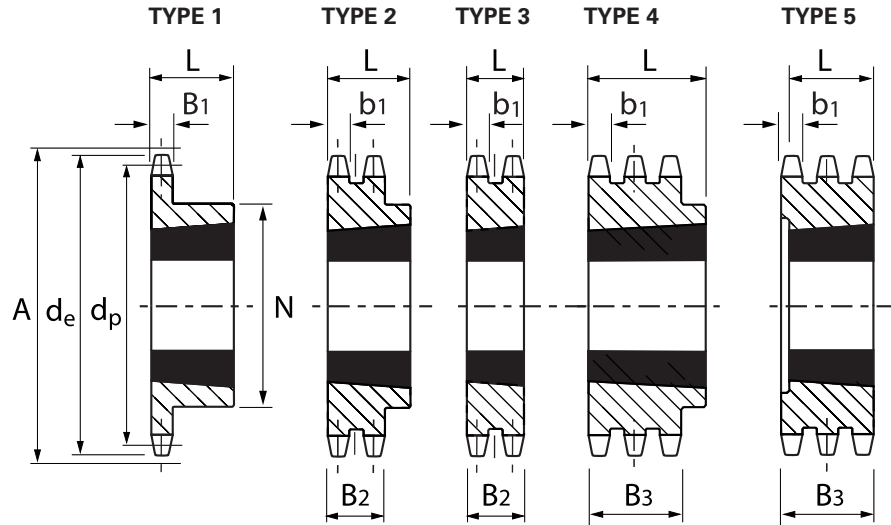 TYPE 1 TYPE 2 TYPE 3 TYPE 4 TYPE 5
L L L L L
B1 b1 b1 b1 b1
A de dp N
B2 B2 B3 B3